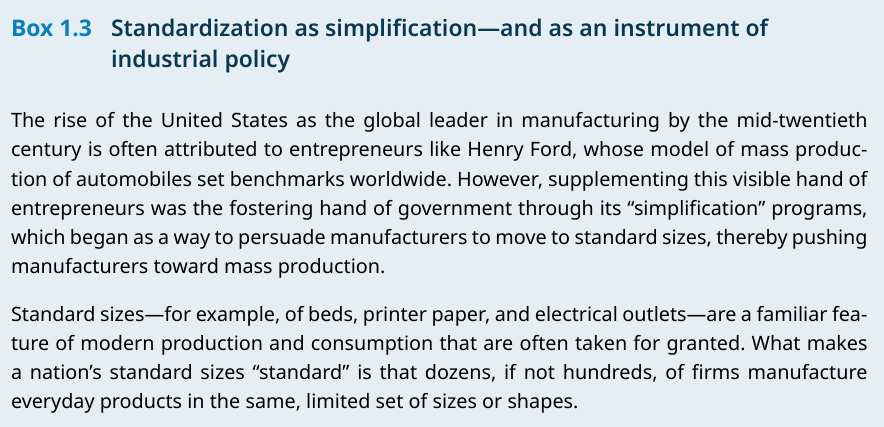 Box 1.3 Standardization as simplification—and as an instrument of
industrial policy
The rise of the United States as the global leader in manufacturing by the mid-twentieth
century is often attributed to entrepreneurs like Henry Ford, whose model of mass produc-
tion of automobiles set benchmarks worldwide. However, supplementing this visible hand of
entrepreneurs was the fostering hand of government through its “simplification” programs,
which began as a way to persuade manufacturers to move to standard sizes, thereby pushing
manufacturers toward mass production.
Standard sizes—for example, of beds, printer paper, and electrical outlets—are a familiar fea-
ture of modern production and consumption that are often taken for granted. What makes
a nation’s standard sizes “standard” is that dozens, if not hundreds, of firms manufacture
everyday products in the same, limited set of sizes or shapes.